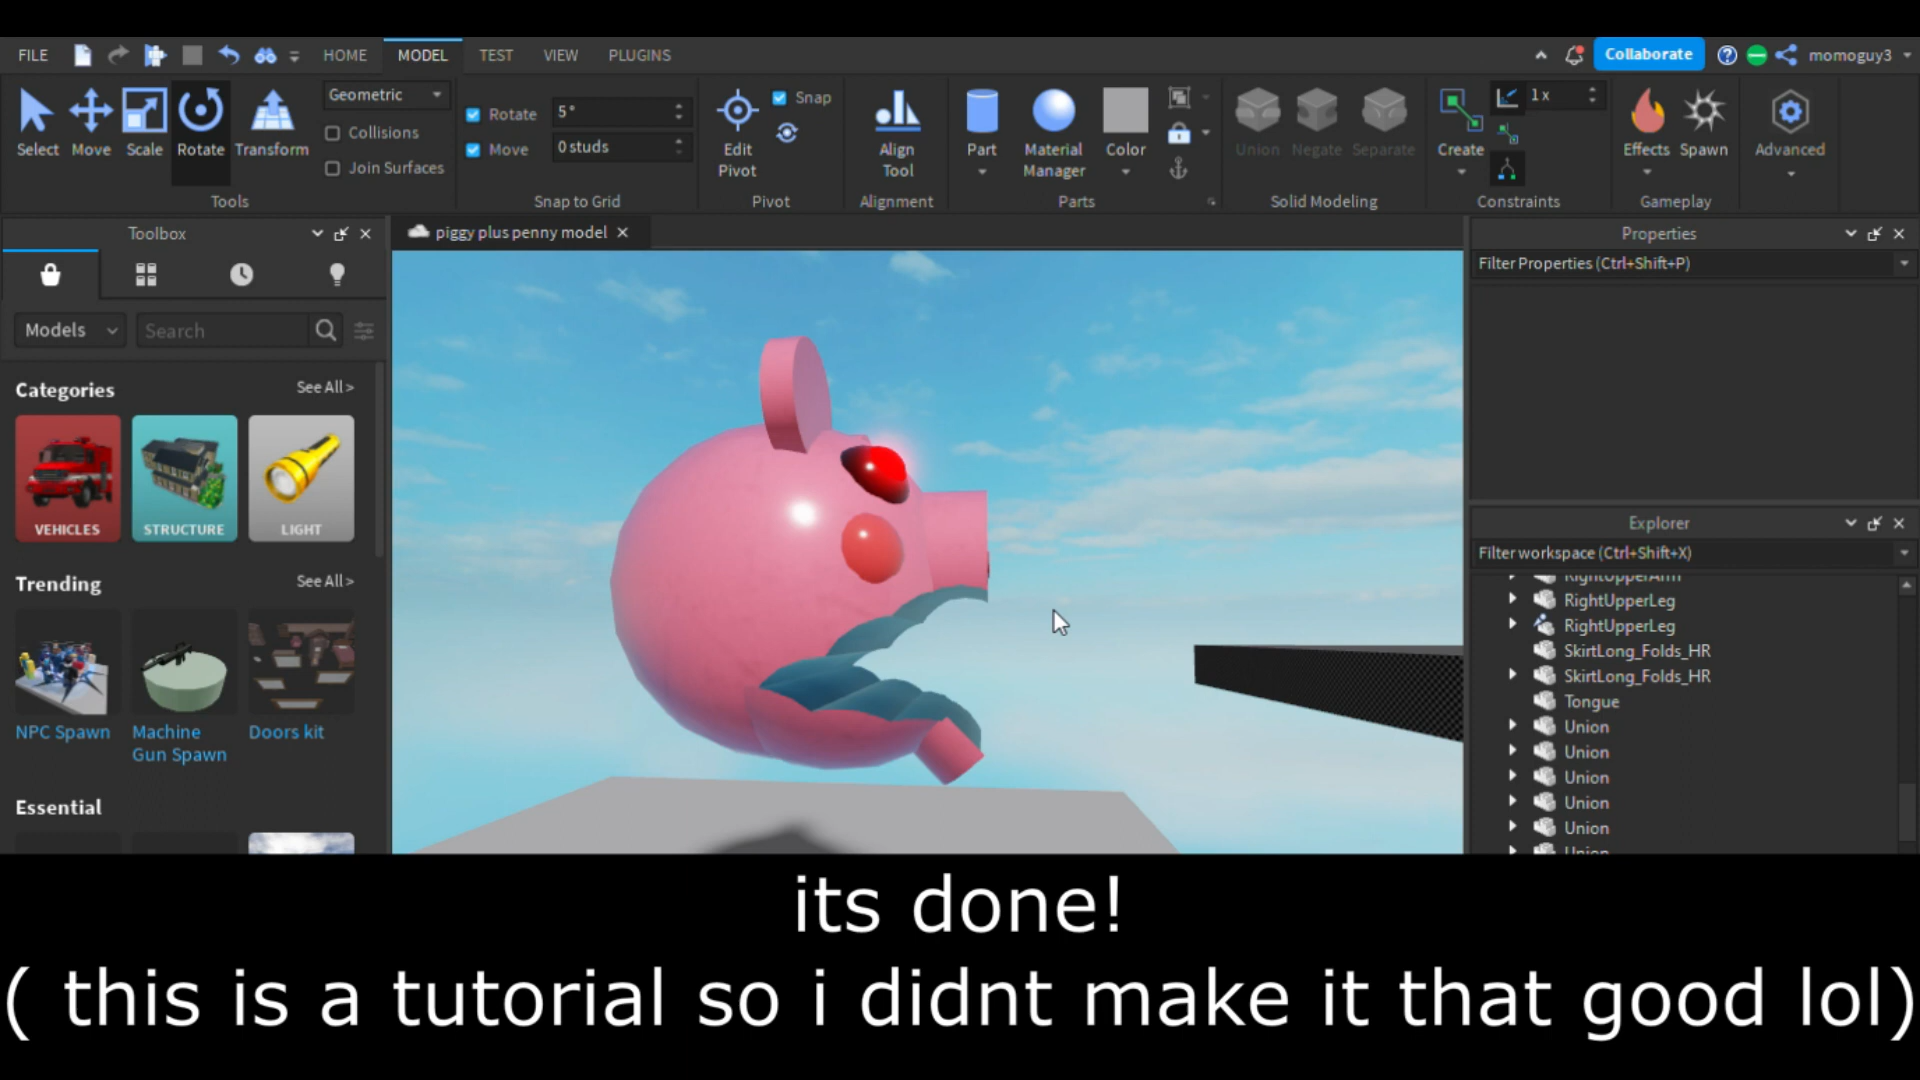 FILE
HOME
MODEL
TEST
VIEW
PLUGINS
Collaborate
momoguy3
Select
Move
Scale
Rotate
Transform
Geometric
Collisions
Join Surfaces
Tools
Rotate
5°
Move
0 studs
Snap to Grid
Edit
Pivot
Snap
Pivot
Align
Tool
Alignment
Part
Material
Manager
Color
Parts
Union
Negate
Separate
Solid Modeling
Create
1x
Constraints
Effects
Spawn
Gameplay
Advanced
Toolbox
Models
Search
Categories
See All >
VEHICLES
STRUCTURE
LIGHT
Trending
See All >
NPC Spawn
Machine
Gun Spawn
Doors kit
Essential
piggy plus penny model
Properties
Filter Properties (Ctrl+Shift+P)
Explorer
Filter workspace (Ctrl+Shift+X)
RightUpperArm
RightUpperLeg
RightUpperLeg
SkirtLong_Folds_HR
SkirtLong_Folds_HR
Tongue
Union
Union
Union
Union
Union
Union
its done!
( this is a tutorial so i didnt make it that good lol)